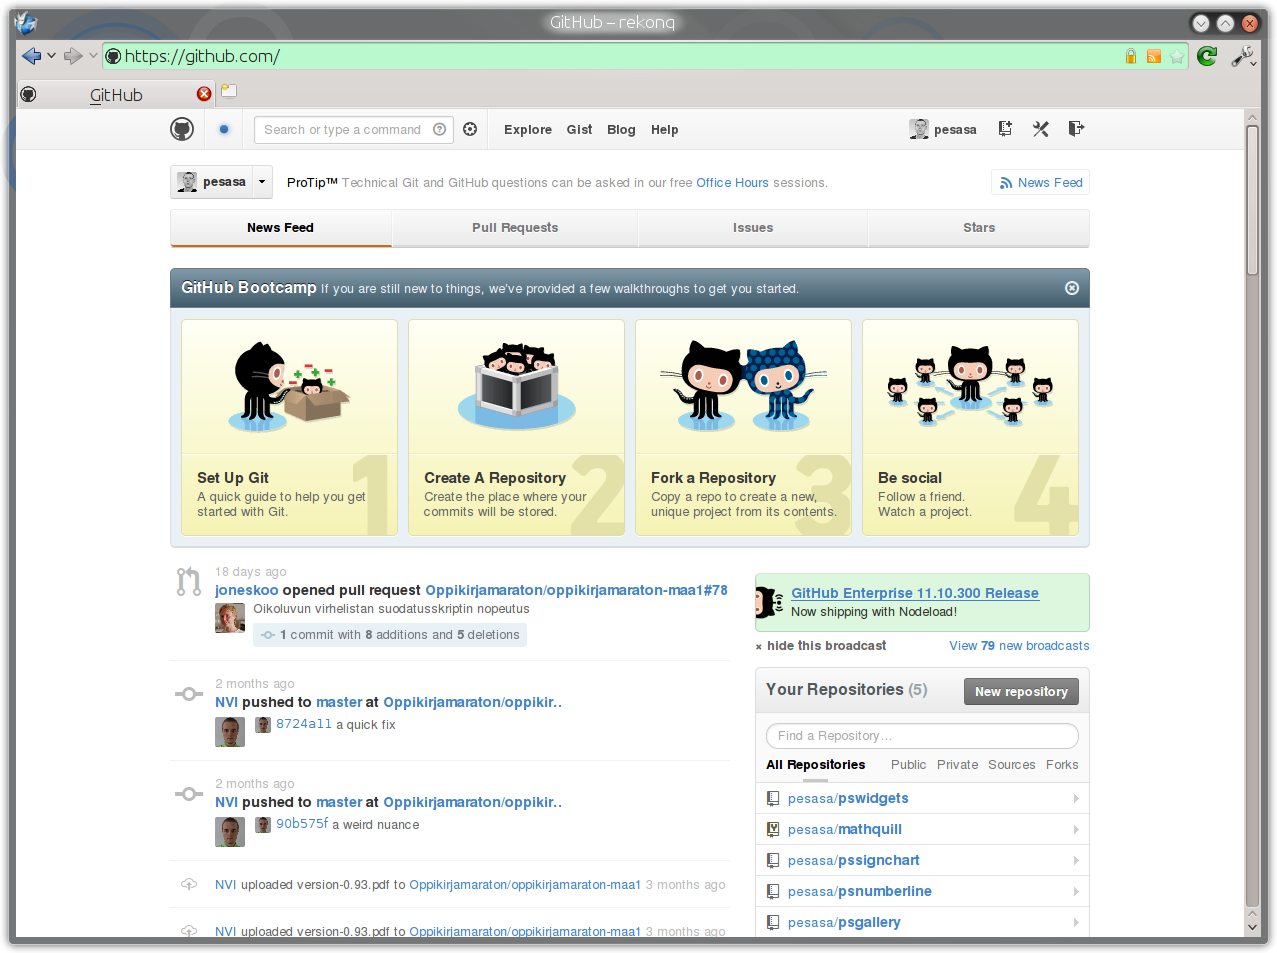 GitHub – rekonq
https://github.com/
GitHub
Search or type a command
Explore Gist Blog Help
pesasa
pesasa
ProTip™ Technical Git and GitHub questions can be asked in our free Office Hours sessions.
News Feed
News Feed
Pull Requests
Issues
Stars
GitHub Bootcamp If you are still new to things, we've provided a few walkthroughs to get you started.
1
Set Up Git
A quick guide to help you get
started with Git.
2
Create A Repository
Create the place where your
commits will be stored.
3
Fork a Repository
Copy a repo to create a new,
unique project from its contents.
4
Be social
Follow a friend.
Watch a project.
18 days ago
joneskoo opened pull request Oppikirjamaraton/oppikirjamaraton-maa1#78
Oikoluvun virhelistan suodatusskriptin nopeutus
1 commit with 8 additions and 5 deletions
2 months ago
NVI pushed to master at Oppikirjamaraton/oppikir..
8724a11 a quick fix
2 months ago
NVI pushed to master at Oppikirjamaraton/oppikir..
90b575f a weird nuance
NVI uploaded version-0.93.pdf to Oppikirjamaraton/oppikirjamaraton-maa1 3 months ago
NVI uploaded version-0.93.pdf to Oppikirjamaraton/oppikirjamaraton-maa1 3 months ago
GitHub Enterprise 11.10.300 Release
Now shipping with Nodeload!
× hide this broadcast
View 79 new broadcasts
Your Repositories (5)
New repository
Find a Repository...
All Repositories Public Private Sources Forks
pesasa/pswidgets
pesasa/mathquill
pesasa/pssignchart
pesasa/psnumberline
pesasa/psgallery